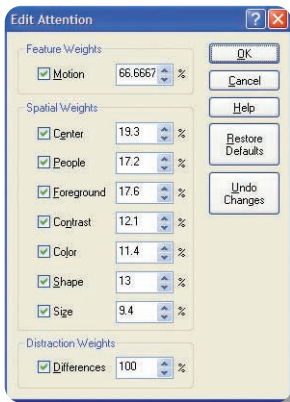 Edit Attention
Feature Weights
Motion 66.6667 %
Spatial Weights
Center 19.3 %
People 17.2 %
Foreground 17.6 %
Contrast 12.1 %
Color 11.4 %
Shape 13 %
Size 9.4 %
Distraction Weights
Differences 100 %
OK
Cancel
Help
Restore
Defaults
Undo
Changes